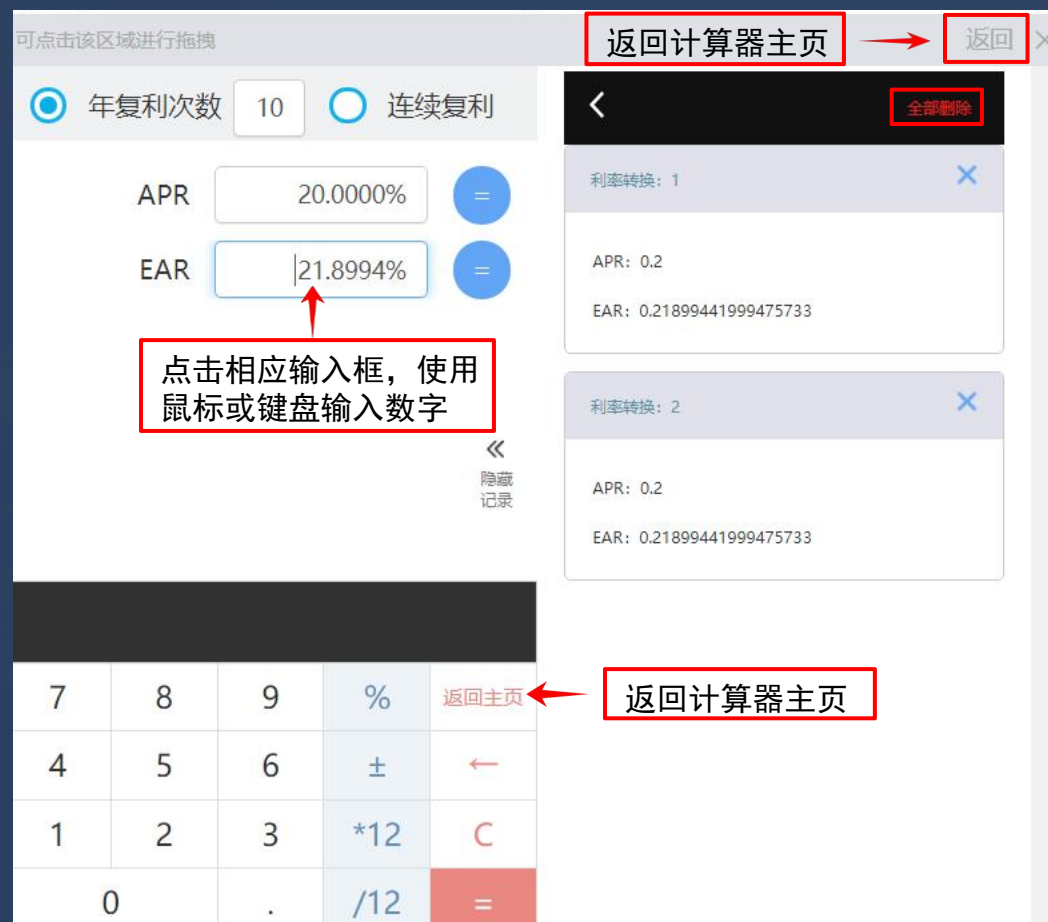 可点击该区域进行拖拽
返回计算器主页
返回
年复利次数 10 连续复利
APR 20.0000% =
EAR 21.8994% =
点击相应输入框，使用
鼠标或键盘输入数字
隐藏
记录
全部删除
利率转换：1
APR：0.2
EAR：0.21899441999475733
利率转换：2
APR：0.2
EAR：0.21899441999475733
7 8 9 % 返回主页
返回计算器主页
4 5 6 ± ←
1 2 3 *12 C
0 . /12 =